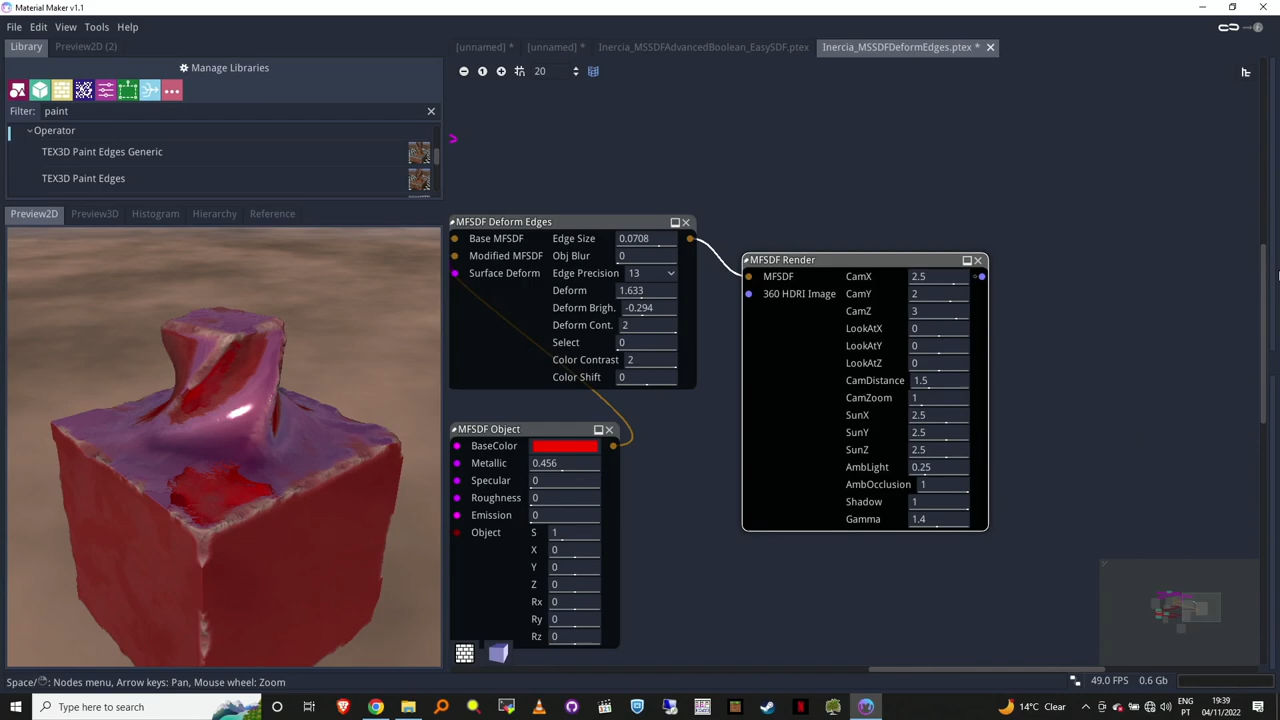 Material Maker v1.1
File Edit View Tools Help
Library Preview2D (2)
[unnamed] * [unnamed] * Inercia_MSSDFAdvancedBoolean_EasySDF.ptex Inercia_MSSDFDeformEdges.ptex *
Manage Libraries
20
Filter: paint
Operator
TEX3D Paint Edges Generic
TEX3D Paint Edges
Preview2D Preview3D Histogram Hierarchy Reference
MFSDF Deform Edges
Base MFSDF Edge Size 0.0708
Modified MFSDF Obj Blur 0
Surface Deform Edge Precision 13
Deform 1.633
Deform Brigh. -0.294
Deform Cont. 2
Select 0
Color Contrast 2
Color Shift 0
MFSDF Render
MFSDF CamX 2.5
360 HDRI Image CamY 2
CamZ 3
LookAtX 0
LookAtY 0
LookAtZ 0
CamDistance 1.5
CamZoom 1
SunX 2.5
SunY 2.5
SunZ 2.5
AmbLight 0.25
AmbOcclusion 1
Shadow 1
Gamma 1.4
MFSDF Object
BaseColor
Metallic 0.456
Specular 0
Roughness 0
Emission 0
Object S 1
X 0
Y 0
Z 0
Rx 0
Ry 0
Rz 0
Space/: Nodes menu, Arrow keys: Pan, Mouse wheel: Zoom
49.0 FPS 0.6 Gb
Type here to search
14°C Clear
ENG
PT
19:39
04/11/2022